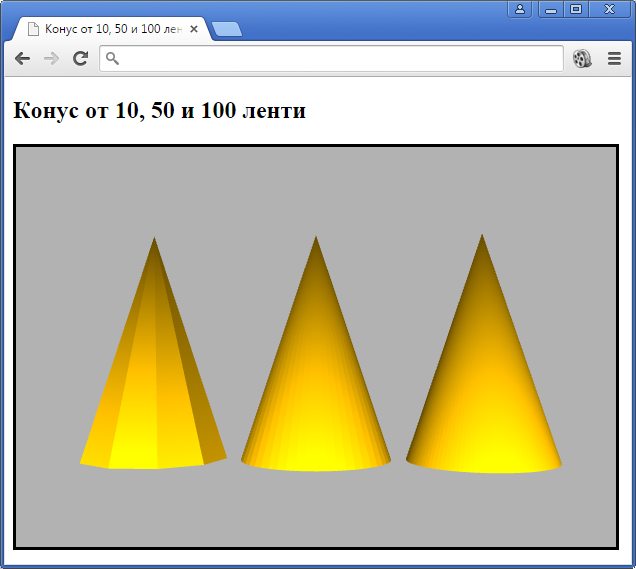 Конус от 10, 50 и 100 лен
Конус от 10, 50 и 100 ленти